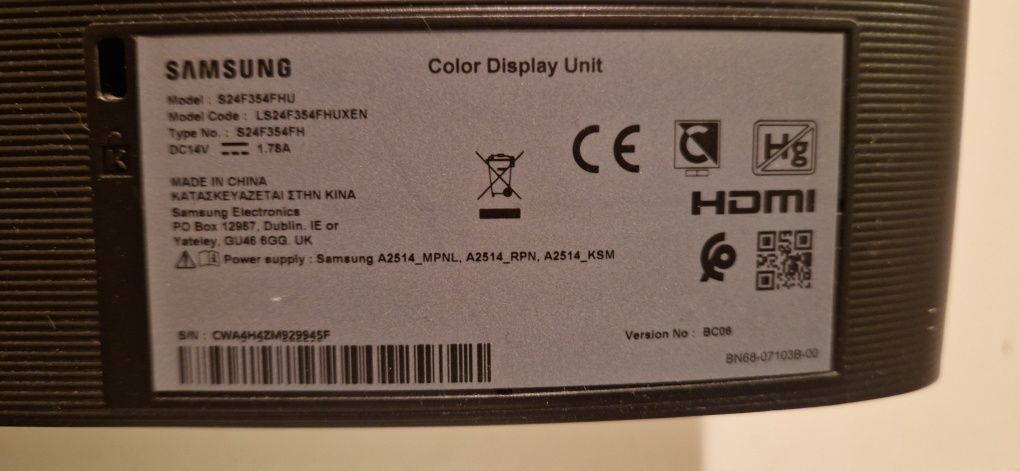 SAMSUNG
Color Display Unit
Model : S24F354FHU
Model Code : LS24F354FHUXEN
Type No. : S24F354FH
DC14V 1.78A
MADE IN CHINA
ΚΑΤΑΣΚΕΥΑΖΕΤΑΙ ΣΤΗΝ ΚΙΝΑ
Samsung Electronics
PO Box 12987, Dublin. IE or
Yateley, GU46 6GG. UK
Power supply : Samsung A2514_MPNL, A2514_RPN, A2514_KSM
CE
Hg
HDMI
S/N : CWA4H4ZM929945F
Version No : BC06
BN68-07103B-00